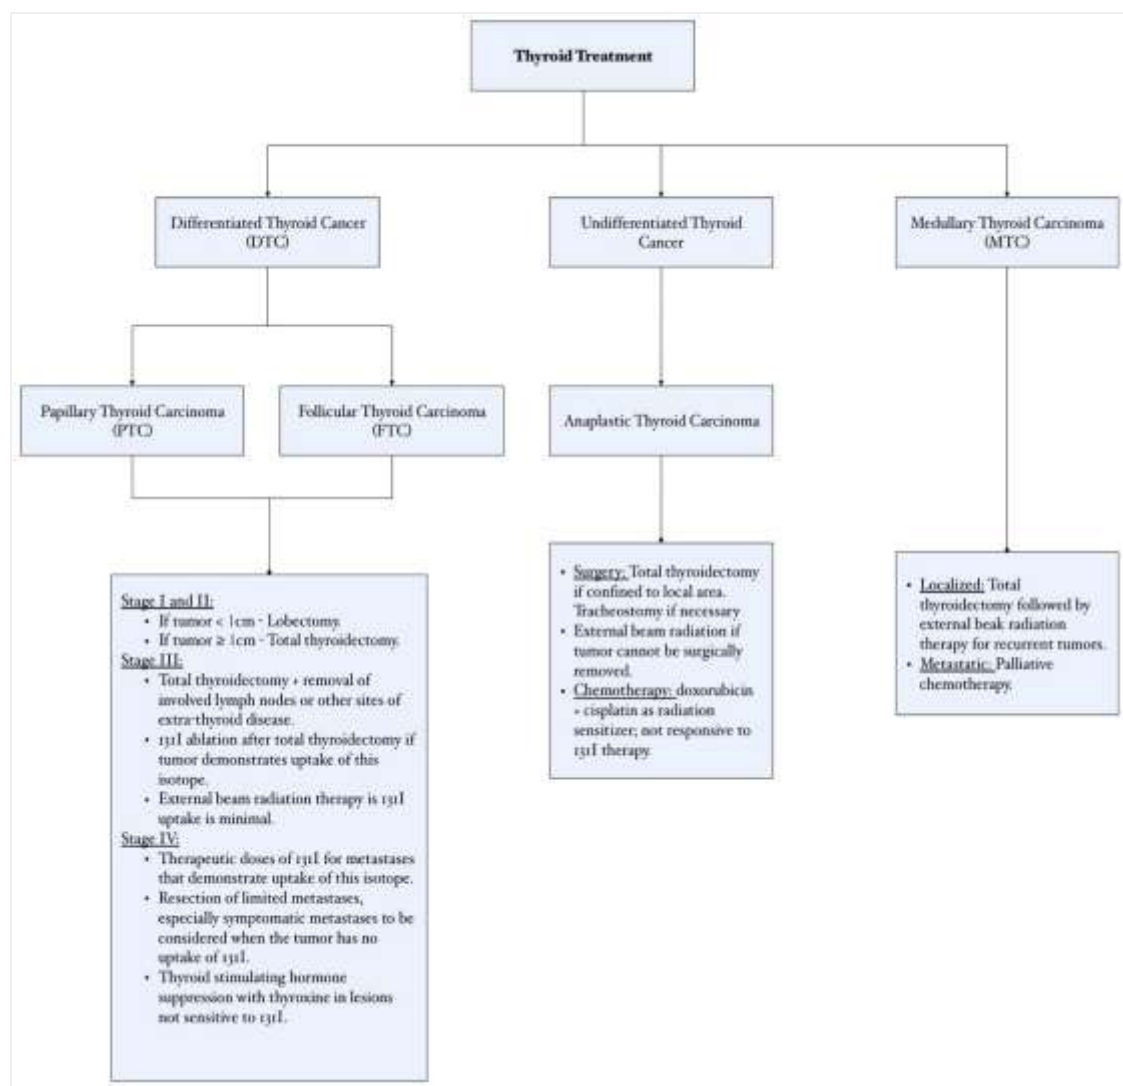 Thyroid Treatment
Differentiated Thyroid Cancer
(DTC)
Undifferentiated Thyroid
Cancer
Medullary Thyroid Carcinoma
(MTC)
Papillary Thyroid Carcinoma
(PTC)
Follicular Thyroid Carcinoma
(FTC)
Anaplastic Thyroid Carcinoma
Stage I and II:
• If tumor < 1cm - Lobectomy.
• If tumor ≥ 1cm - Total thyroidectomy.
Stage III:
• Total thyroidectomy + removal of
involved lymph nodes or other sites of
extra-thyroid disease.
• 131I ablation after total thyroidectomy if
tumor demonstrates uptake of this
isotope.
• External beam radiation therapy is 131I
uptake is minimal.
Stage IV:
• Therapeutic doses of 131I for metastases
that demonstrate uptake of this isotope.
• Resection of limited metastases,
especially symptomatic metastases to be
considered when the tumor has no
uptake of 131I.
• Thyroid stimulating hormone
suppression with thyroxine in lesions
not sensitive to 131I.
• Surgery: Total thyroidectomy
if confined to local area.
Tracheostomy if necessary
• External beam radiation if
tumor cannot be surgically
removed.
• Chemotherapy: doxorubicin
+ cisplatin as radiation
sensitizer; not responsive to
131I therapy.
• Localized: Total
thyroidectomy followed by
external beak radiation
therapy for recurrent tumors.
• Metastatic: Palliative
chemotherapy.